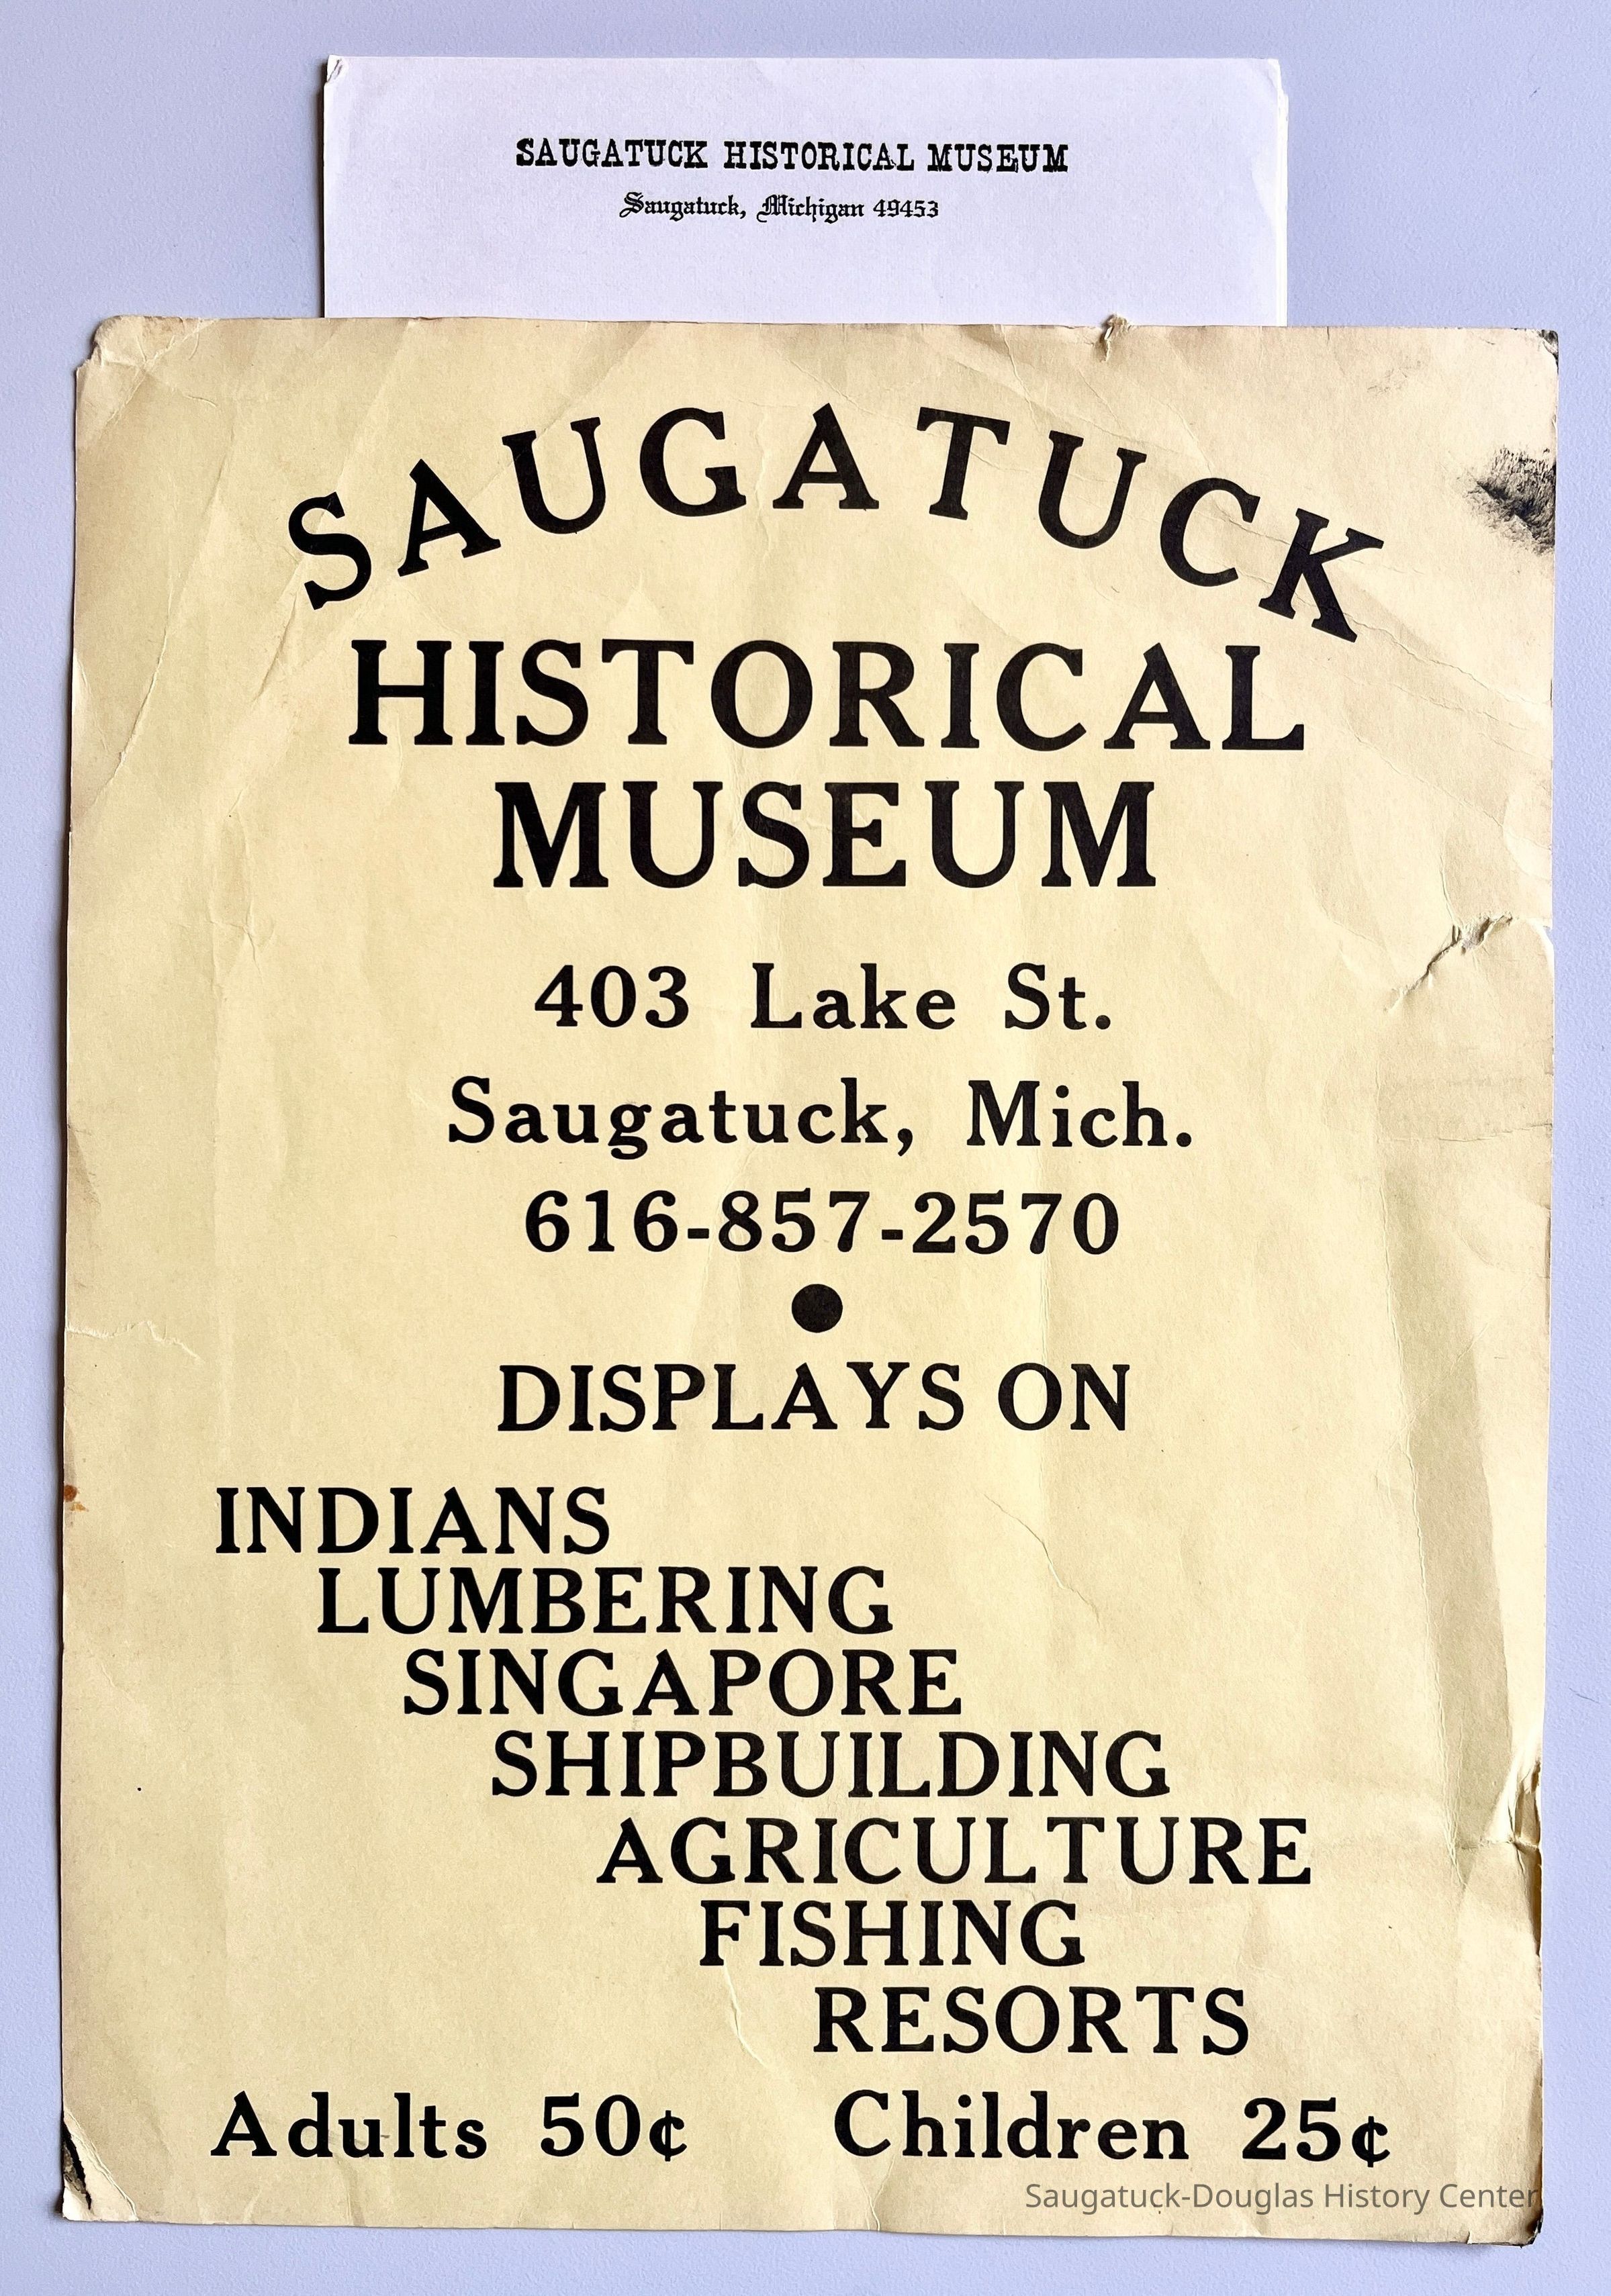 SAUGATUCK HISTORICAL MUSEUM
Saugatuck, Michigan 49453
SAUGATUCK
HISTORICAL
MUSEUM
403 Lake St.
Saugatuck, Mich.
616-857-2570
●
DISPLAYS ON
INDIANS
LUMBERING
SINGAPORE
SHIPBUILDING
AGRICULTURE
FISHING
RESORTS
Adults 50¢ Children 25¢
Saugatuck-Douglas History Center